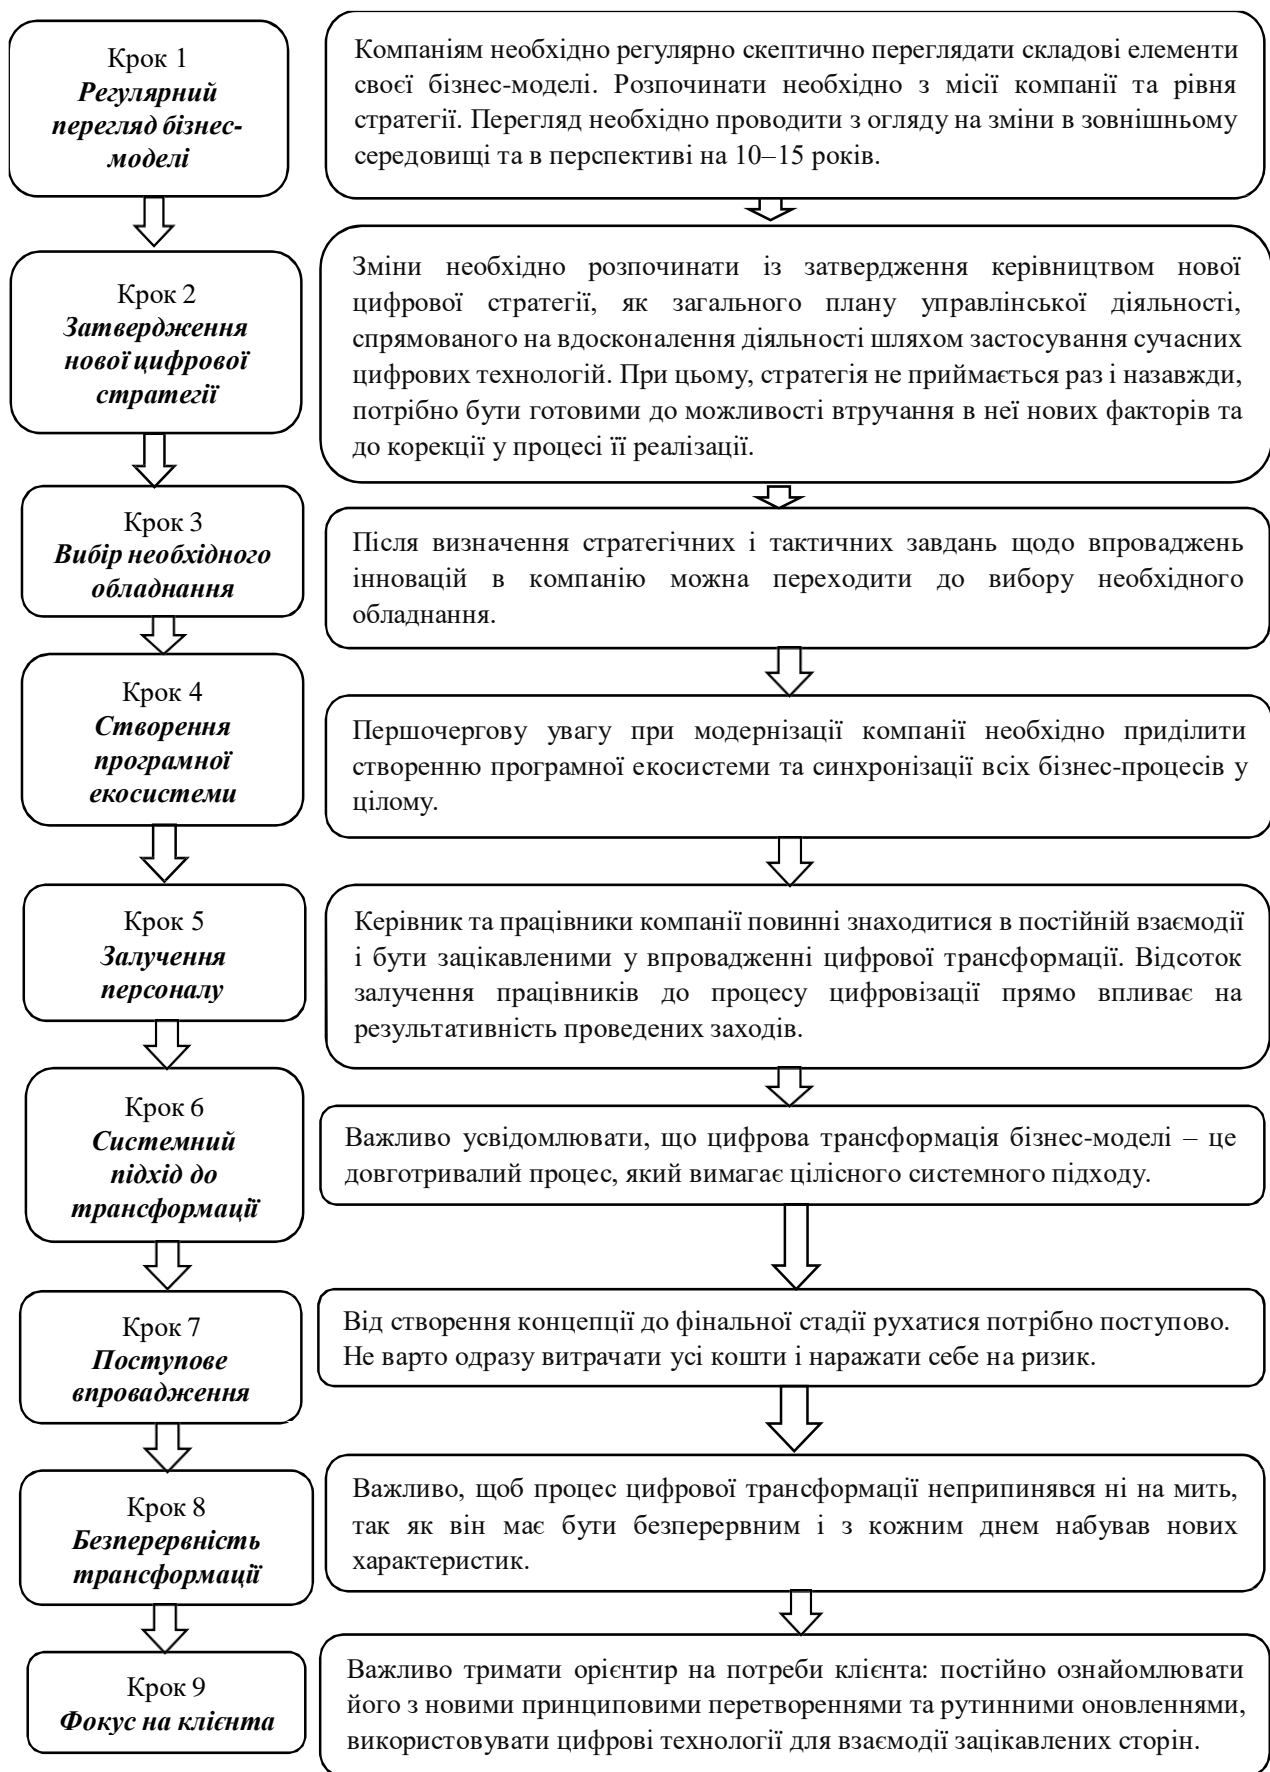 Крок 1
Регулярний
перегляд бізнес-
моделі
Компаніям необхідно регулярно скептично переглядати складові елементи
своєї бізнес-моделі. Розпочинати необхідно з місії компанії та рівня
стратегії. Перегляд необхідно проводити з огляду на зміни в зовнішньому
середовищі та в перспективі на 10–15 років.
Крок 2
Затвердження
нової цифрової
стратегії
Зміни необхідно розпочинати із затвердження керівництвом нової
цифрової стратегії, як загального плану управлінської діяльності,
спрямованого на вдосконалення діяльності шляхом застосування сучасних
цифрових технологій. При цьому, стратегія не приймається раз і назавжди,
потрібно бути готовими до можливості втручання в неї нових факторів та
до корекції у процесі її реалізації.
Крок 3
Вибір необхідного
обладнання
Після визначення стратегічних і тактичних завдань щодо впроваджень
інновацій в компанію можна переходити до вибору необхідного
обладнання.
Крок 4
Створення
програмної
екосистеми
Першочергову увагу при модернізації компанії необхідно приділити
створенню програмної екосистеми та синхронізації всіх бізнес-процесів у
цілому.
Крок 5
Залучення
персоналу
Керівник та працівники компанії повинні знаходитися в постійній взаємодії
і бути зацікавленими у впровадженні цифрової трансформації. Відсоток
залучення працівників до процесу цифровізації прямо впливає на
результативність проведених заходів.
Крок 6
Системний
підхід до
трансформації
Важливо усвідомлювати, що цифрова трансформація бізнес-моделі – це
довготривалий процес, який вимагає цілісного системного підходу.
Крок 7
Поступове
впровадження
Від створення концепції до фінальної стадії рухатися потрібно поступово.
Не варто одразу витрачати усі кошти і наражати себе на ризик.
Крок 8
Безперервність
трансформації
Важливо, щоб процес цифрової трансформації неприпинявся ні на мить,
так як він має бути безперервним і з кожним днем набував нових
характеристик.
Крок 9
Фокус на клієнта
Важливо тримати орієнтир на потреби клієнта: постійно ознайомлювати
його з новими принциповими перетвореннями та рутинними оновленнями,
використовувати цифрові технології для взаємодії зацікавлених сторін.